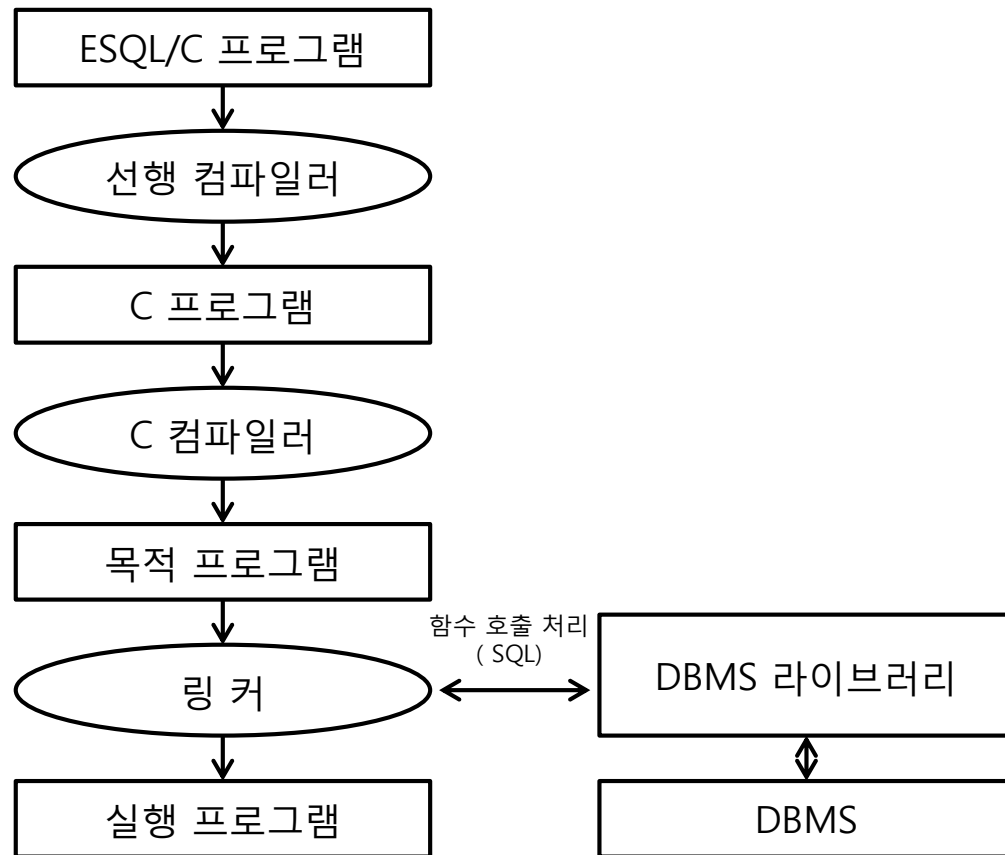 ESQL/C 프로그램
선행 컴파일러
C 프로그램
C 컴파일러
목적 프로그램
함수 호출 처리
( SQL)
링 커
DBMS 라이브러리
실행 프로그램
DBMS